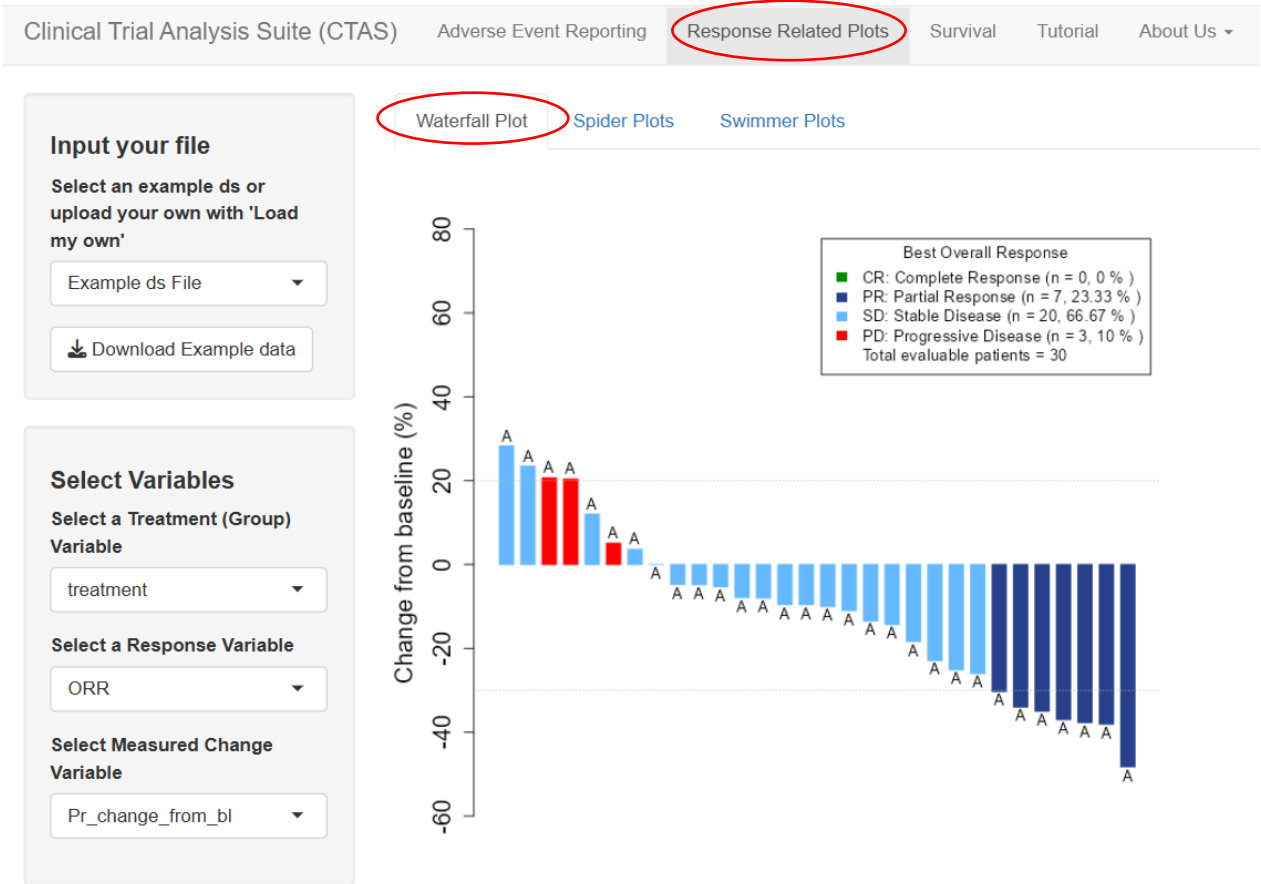 Clinical Trial Analysis Suite (CTAS) Adverse Event Reporting Response Related Plots Survival Tutorial About Us
Input your file
Select an example ds or
upload your own with 'Load
my own'
Example ds File
Download Example data
Select Variables
Select a Treatment (Group)
Variable
treatment
Select a Response Variable
ORR
Select Measured Change
Variable
Pr_change_from_bl
Waterfall Plot Spider Plots Swimmer Plots
Change from baseline (%)
80
60
40
20
0
-20
-40
-60
Best Overall Response
CR: Complete Response (n = 0, 0 % )
PR: Partial Response (n = 7, 23.33 % )
SD: Stable Disease (n = 20, 66.67 % )
PD: Progressive Disease (n = 3, 10 % )
Total evaluable patients = 30
A A A A A A A A A A A A A A A A A A A A A A A A A A A A A A